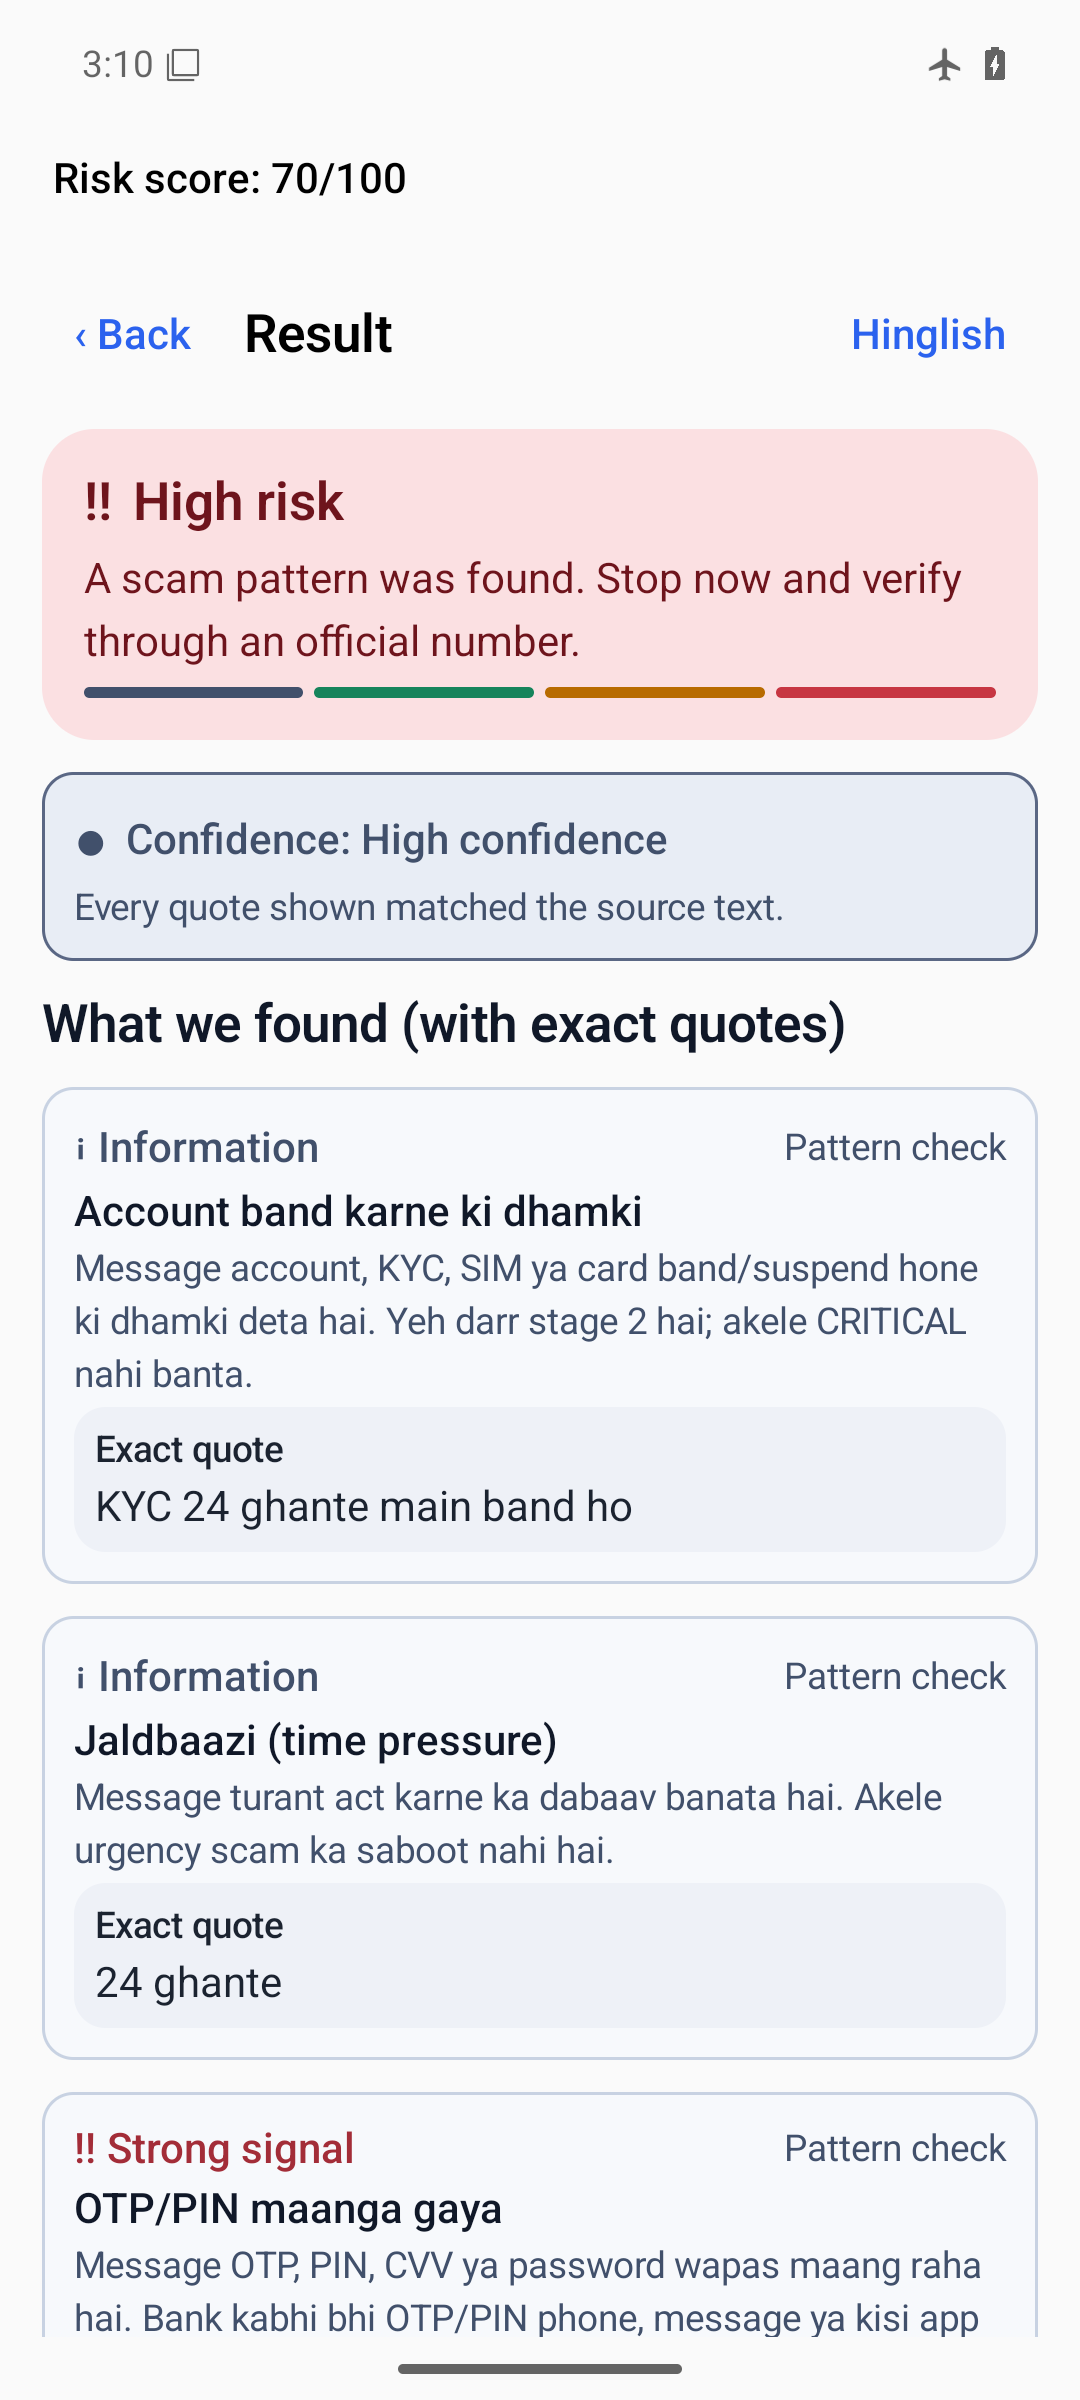 3:10
Risk score: 70/100
‹ Back Result Hinglish
!! High risk
A scam pattern was found. Stop now and verify
through an official number.
● Confidence: High confidence
Every quote shown matched the source text.
What we found (with exact quotes)
i Information Pattern check
Account band karne ki dhamki
Message account, KYC, SIM ya card band/suspend hone
ki dhamki deta hai. Yeh darr stage 2 hai; akele CRITICAL
nahi banta.
Exact quote
KYC 24 ghante main band ho
i Information Pattern check
Jaldbaazi (time pressure)
Message turant act karne ka dabaav banata hai. Akele
urgency scam ka saboot nahi hai.
Exact quote
24 ghante
!! Strong signal Pattern check
OTP/PIN maanga gaya
Message OTP, PIN, CVV ya password wapas maang raha
hai. Bank kabhi bhi OTP/PIN phone, message ya kisi app